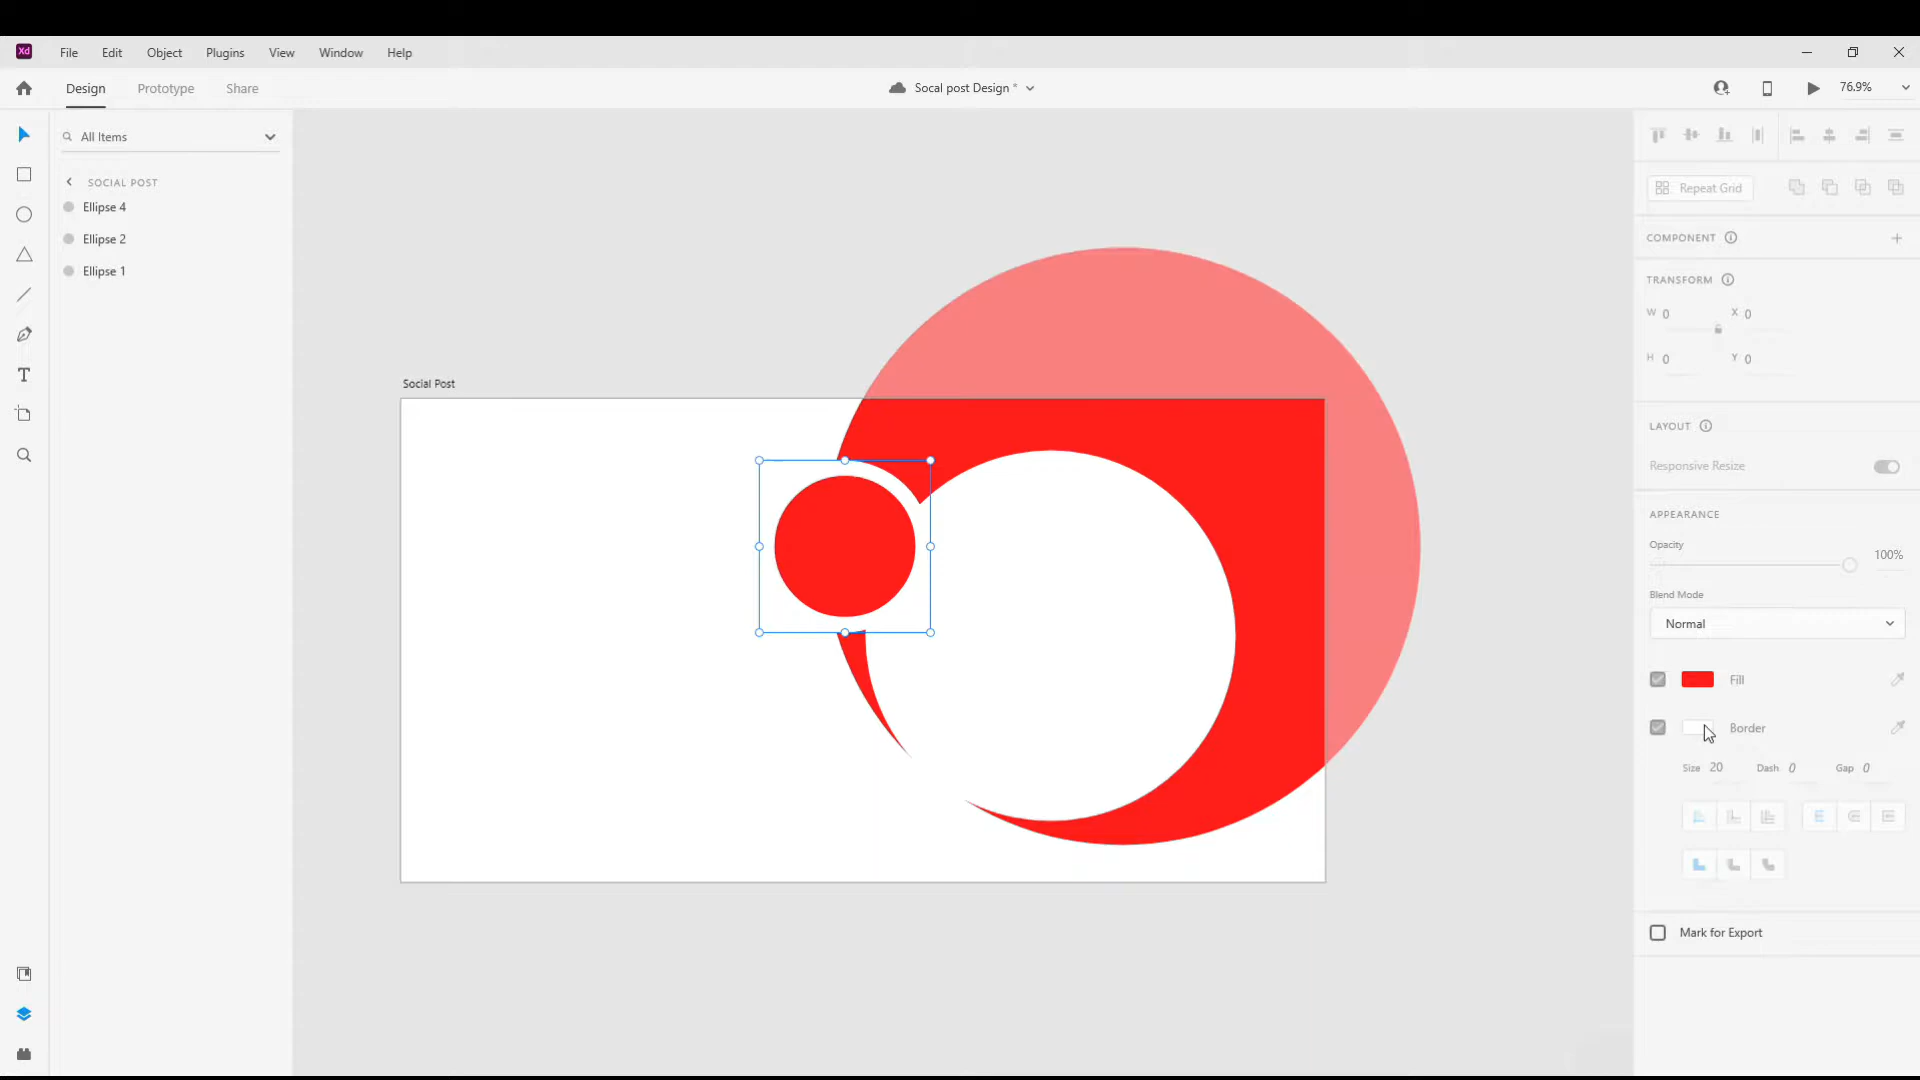 Xd File Edit Object Plugins View Window Help
Design Prototype Share Socal post Design * 76.9%
All Items
SOCIAL POST
Ellipse 4
Ellipse 2
Ellipse 1
Social Post
Repeat Grid
COMPONENT
TRANSFORM
W 0 X 0
H 0 Y 0
LAYOUT
Responsive Resize
APPEARANCE
Opacity
100%
Blend Mode
Normal
Fill
Border
Size 20 Dash 0 Gap 0
Mark for Export